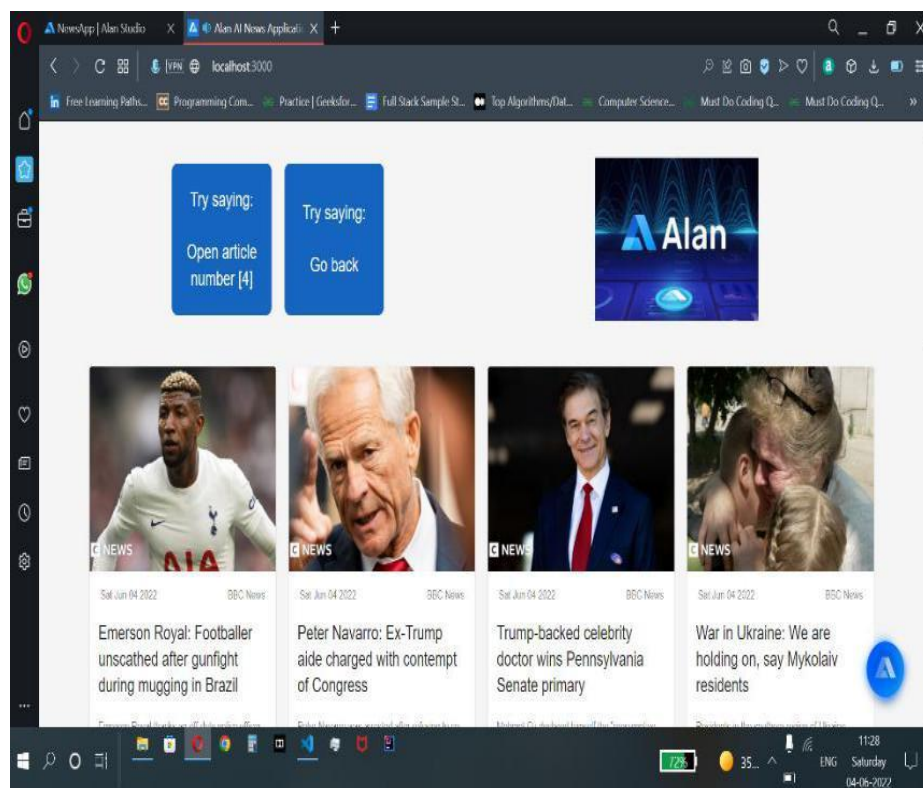 NewsApp | Alan Studio
Alan AI News Applicati
VPN
localhost:3000
Free Learning Paths...
Programming Com...
Practice | Geeksfor...
Full Stack Sample St...
Top Algorithms/Dat...
Computer Science...
Must Do Coding Q...
Must Do Coding Q...
Try saying:
Open article
number [4]
Try saying:
Go back
Alan
NEWS
NEWS
NEWS
NEWS
Sat Jun 04 2022
BBC News
Emerson Royal: Footballer
unscathed after gunfight
during mugging in Brazil
Sat Jun 04 2022
BBC News
Peter Navarro: Ex-Trump
aide charged with contempt
of Congress
Sat Jun 04 2022
BBC News
Trump-backed celebrity
doctor wins Pennsylvania
Senate primary
Sat Jun 04 2022
BBC News
War in Ukraine: We are
holding on, say Mykolaiv
residents
72%
35...
ENG
11:28
Saturday
04-06-2022